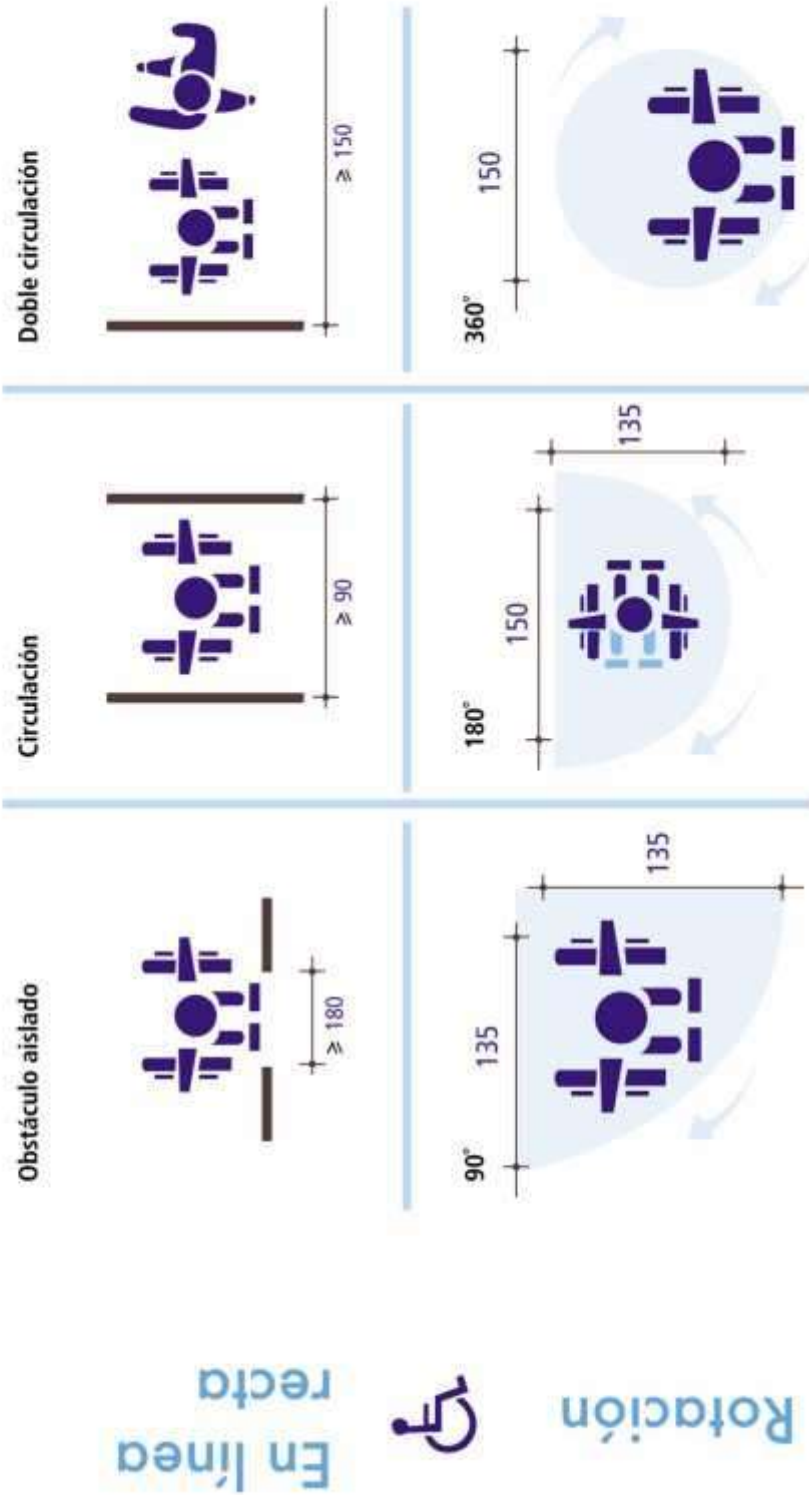 En línea
recta
Obstáculo aislado
≥ 180
Circulación
≥ 90
Doble circulación
≥ 150
Rotación
90°
135
135
180°
150
135
360°
150